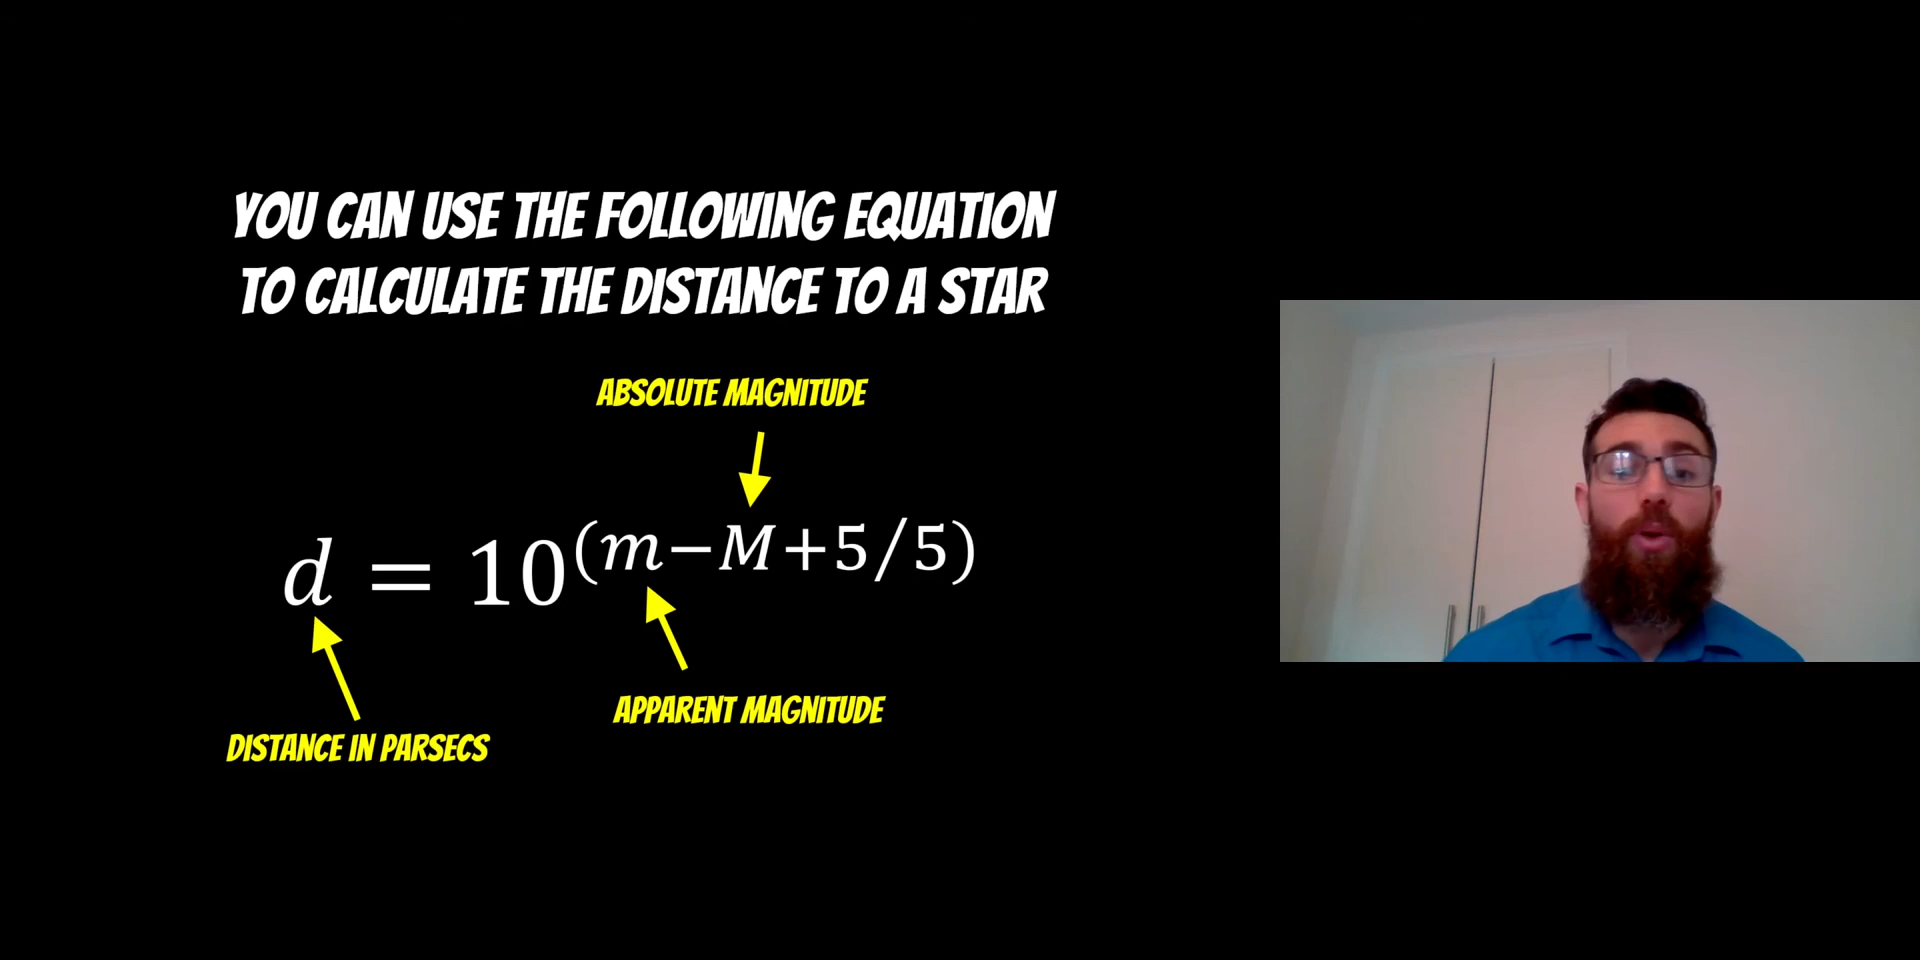 YOU CAN USE THE FOLLOWING EQUATION
TO CALCULATE THE DISTANCE TO A STAR
ABSOLUTE MAGNITUDE
d = 10^(m−M+5/5)
APPARENT MAGNITUDE
DISTANCE IN PARSECS